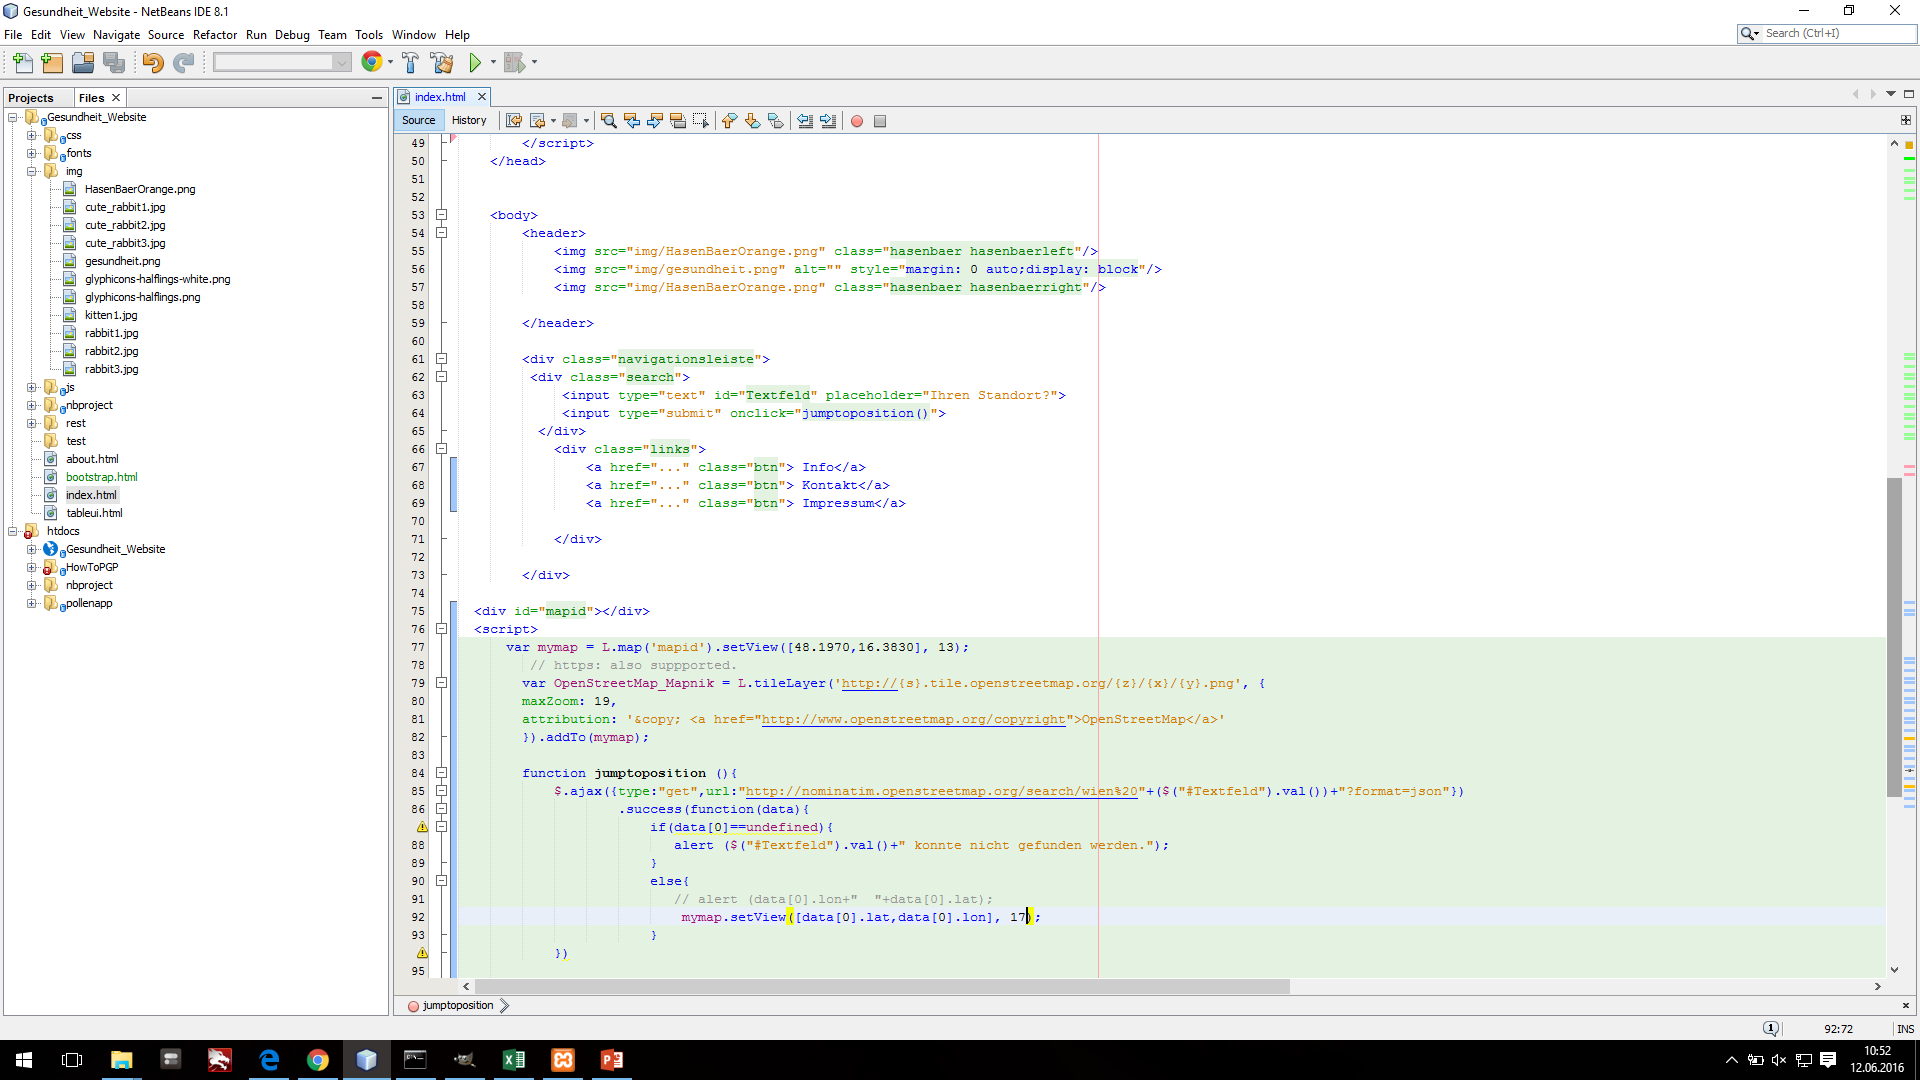 Gesundheit_Website - NetBeans IDE 8.1
File Edit View Navigate Source Refactor Run Debug Team Tools Window Help
Search (Ctrl+I)
Projects Files
index.html
Source History
Gesundheit_Website
css
fonts
img
HasenBaerOrange.png
cute_rabbit1.jpg
cute_rabbit2.jpg
cute_rabbit3.jpg
gesundheit.png
glyphicons-halflings-white.png
glyphicons-halflings.png
kitten1.jpg
rabbit1.jpg
rabbit2.jpg
rabbit3.jpg
js
nbproject
rest
test
about.html
bootstrap.html
index.html
tableui.html
htdocs
Gesundheit_Website
HowToPGP
nbproject
pollenapp
49 </script>
50 </head>
51
52
53 <body>
54 <header>
55 <img src="img/HasenBaerOrange.png" class="hasenbaer hasenbaerleft"/>
56 <img src="img/gesundheit.png" alt="" style="margin: 0 auto;display: block"/>
57 <img src="img/HasenBaerOrange.png" class="hasenbaer hasenbaerright"/>
58
59 </header>
60
61 <div class="navigationsleiste">
62 <div class="search">
63 <input type="text" id="Textfeld" placeholder="Ihren Standort?">
64 <input type="submit" onclick="jumptoposition()">
65 </div>
66 <div class="links">
67 <a href="..." class="btn"> Info</a>
68 <a href="..." class="btn"> Kontakt</a>
69 <a href="..." class="btn"> Impressum</a>
70
71 </div>
72
73 </div>
74
75 <div id="mapid"></div>
76 <script>
77 var mymap = L.map('mapid').setView([48.1970,16.3830], 13);
78 // https: also suppported.
79 var OpenStreetMap_Mapnik = L.tileLayer('http://{s}.tile.openstreetmap.org/{z}/{x}/{y}.png', {
80 maxZoom: 19,
81 attribution: '&copy; <a href="http://www.openstreetmap.org/copyright">OpenStreetMap</a>'
82 }).addTo(mymap);
83
84 function jumptoposition (){
85 $.ajax({type:"get",url:"http://nominatim.openstreetmap.org/search/wien%20"+($("#Textfeld").val())+"?format=json"})
86 .success(function(data){
if(data[0]==undefined){
88 alert ($("#Textfeld").val()+" konnte nicht gefunden werden.");
89 }
90 else{
91 // alert (data[0].lon+"  "+data[0].lat);
92 mymap.setView([data[0].lat,data[0].lon], 17);
93 }
})
95
jumptoposition
1 92:72 INS
10:52
12.06.2016